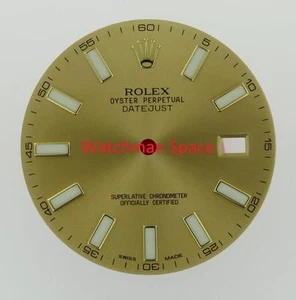 60
55
5
50
10
45
40
20
35
25
30
ROLEX
OYSTER PERPETUAL
DATEJUST
Watchman Space
SUPERLATIVE CHRONOMETER
OFFICIALLY CERTIFIED
SWISS MADE